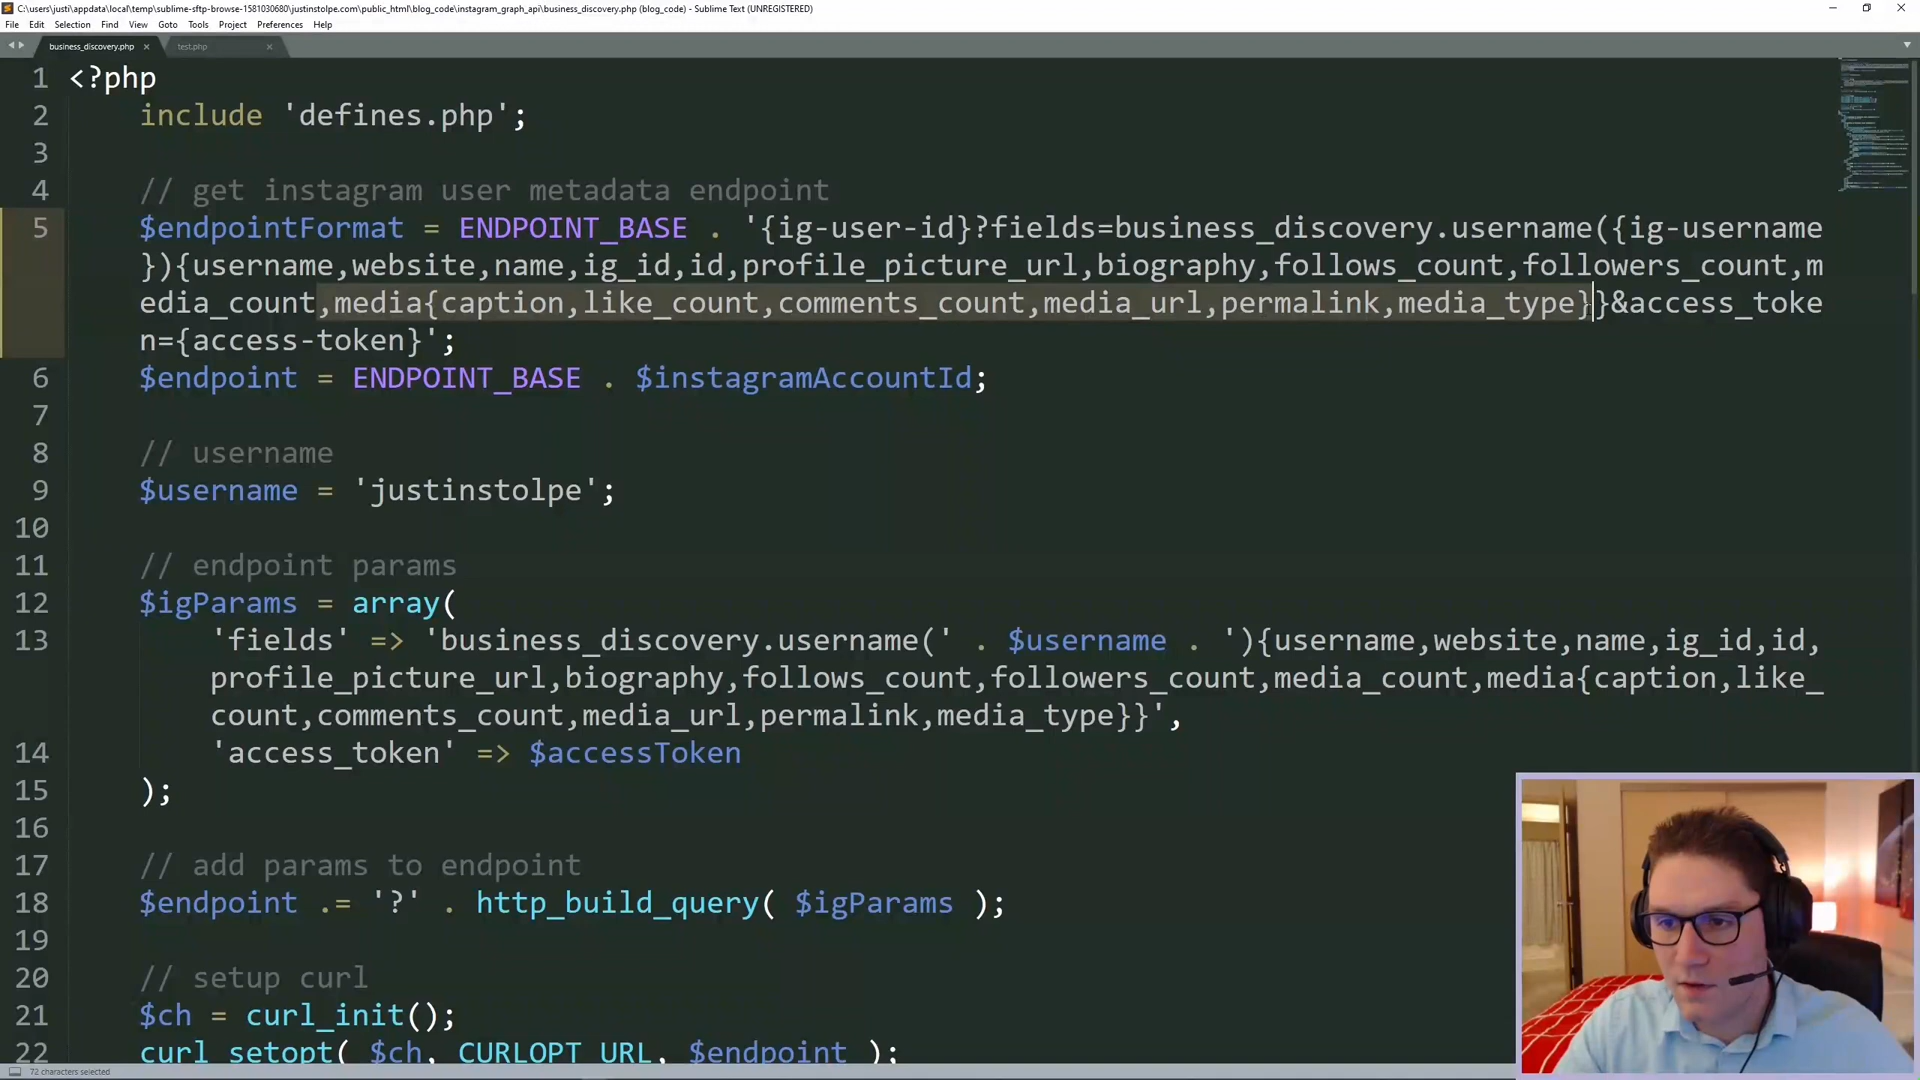 C:\users\justi\appdata\local\temp\sublime-sftp-browse-1581030680\justinstolpe.com\public_html\blog_code\instagram_graph_api\business_discovery.php (blog_code) - Sublime Text (UNREGISTERED)
File Edit Selection Find View Goto Tools Project Preferences Help
business_discovery.php × test.php ×
1 <?php
2 include 'defines.php';
3
4 // get instagram user metadata endpoint
5 $endpointFormat = ENDPOINT_BASE . '{ig-user-id}?fields=business_discovery.username({ig-username
}){username,website,name,ig_id,id,profile_picture_url,biography,follows_count,followers_count,m
edia_count,media{caption,like_count,comments_count,media_url,permalink,media_type}}&access_toke
n={access-token}';
6 $endpoint = ENDPOINT_BASE . $instagramAccountId;
7
8 // username
9 $username = 'justinstolpe';
10
11 // endpoint params
12 $igParams = array(
13 'fields' => 'business_discovery.username(' . $username . '){username,website,name,ig_id,id,
profile_picture_url,biography,follows_count,followers_count,media_count,media{caption,like_
count,comments_count,media_url,permalink,media_type}}',
14 'access_token' => $accessToken
15 );
16
17 // add params to endpoint
18 $endpoint .= '?' . http_build_query( $igParams );
19
20 // setup curl
21 $ch = curl_init();
22 curl_setopt( $ch, CURLOPT_URL, $endpoint );
72 characters selected